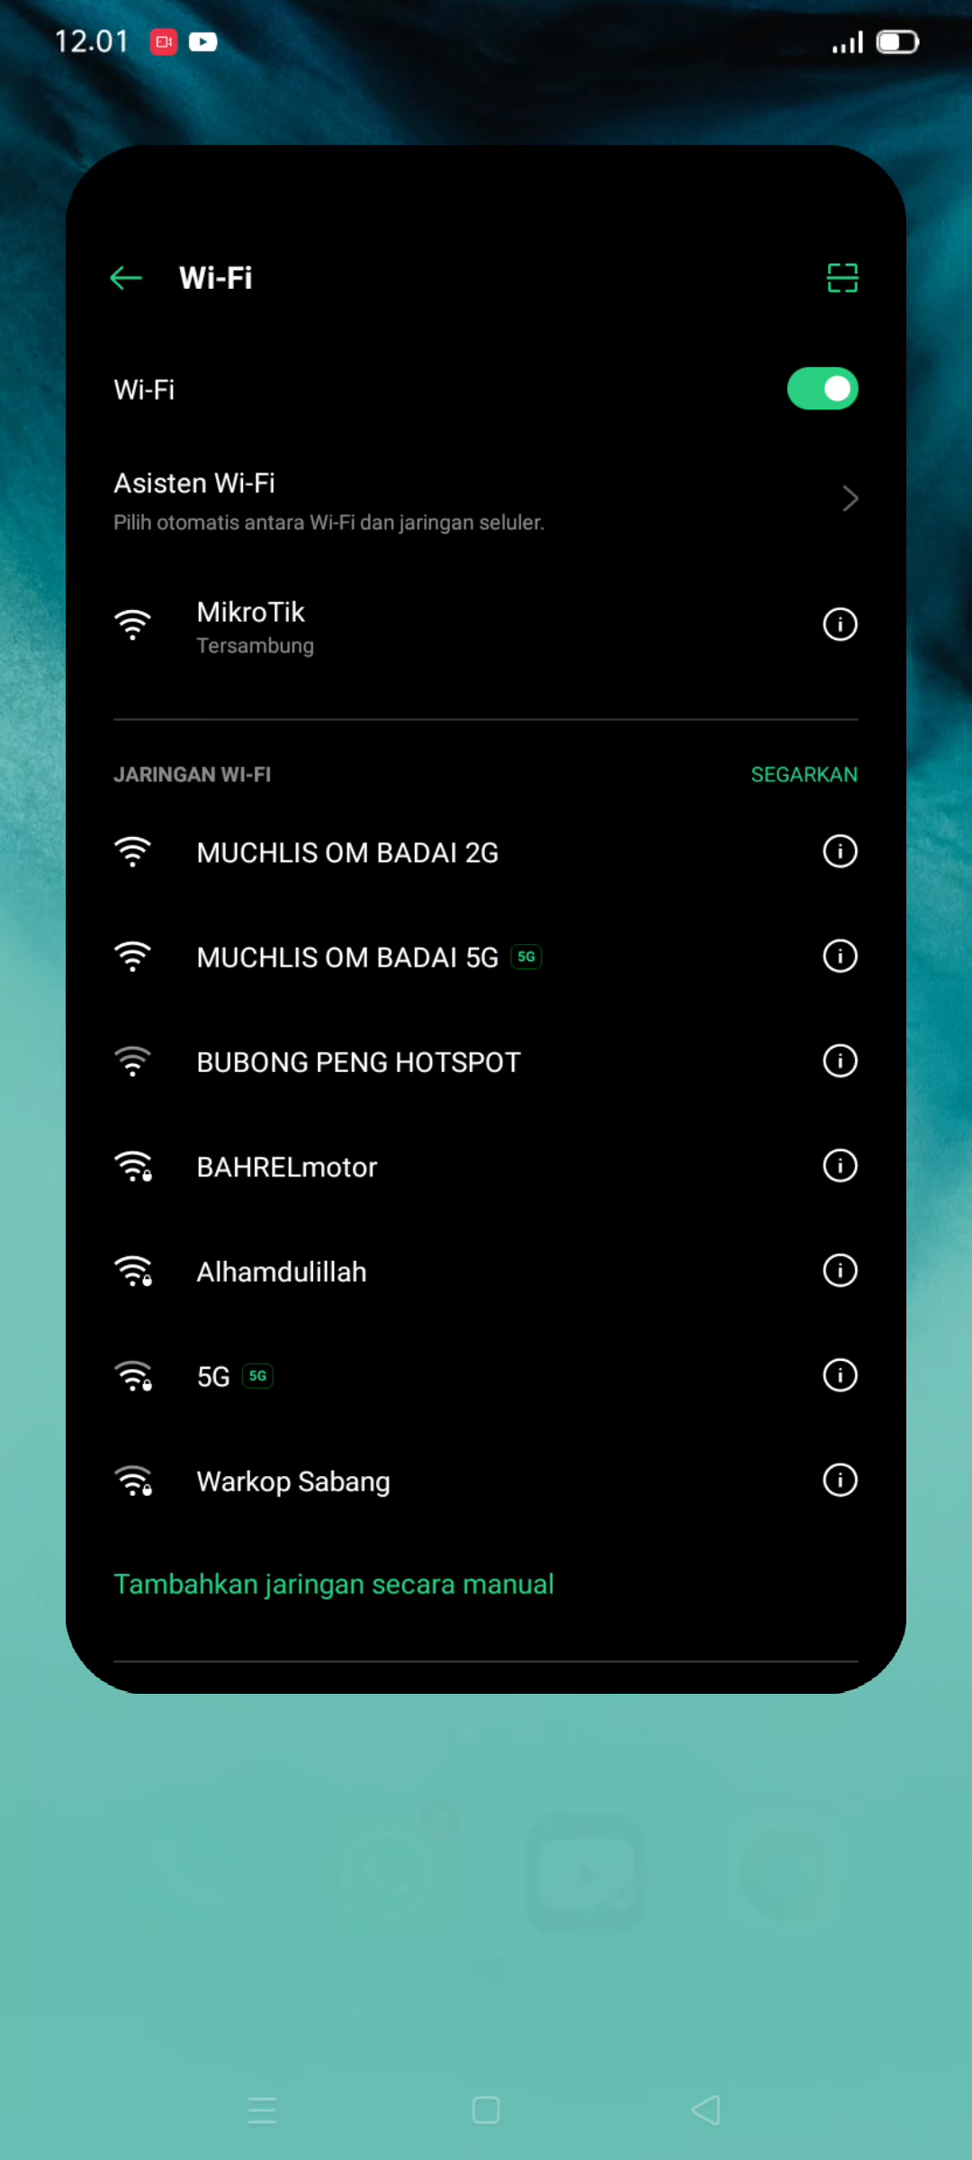 12.01
Wi-Fi
Wi-Fi
Asisten Wi-Fi
Pilih otomatis antara Wi-Fi dan jaringan seluler.
MikroTik
Tersambung
JARINGAN WI-FI SEGARKAN
MUCHLIS OM BADAI 2G
MUCHLIS OM BADAI 5G 5G
BUBONG PENG HOTSPOT
BAHRELmotor
Alhamdulillah
5G 5G
Warkop Sabang
Tambahkan jaringan secara manual